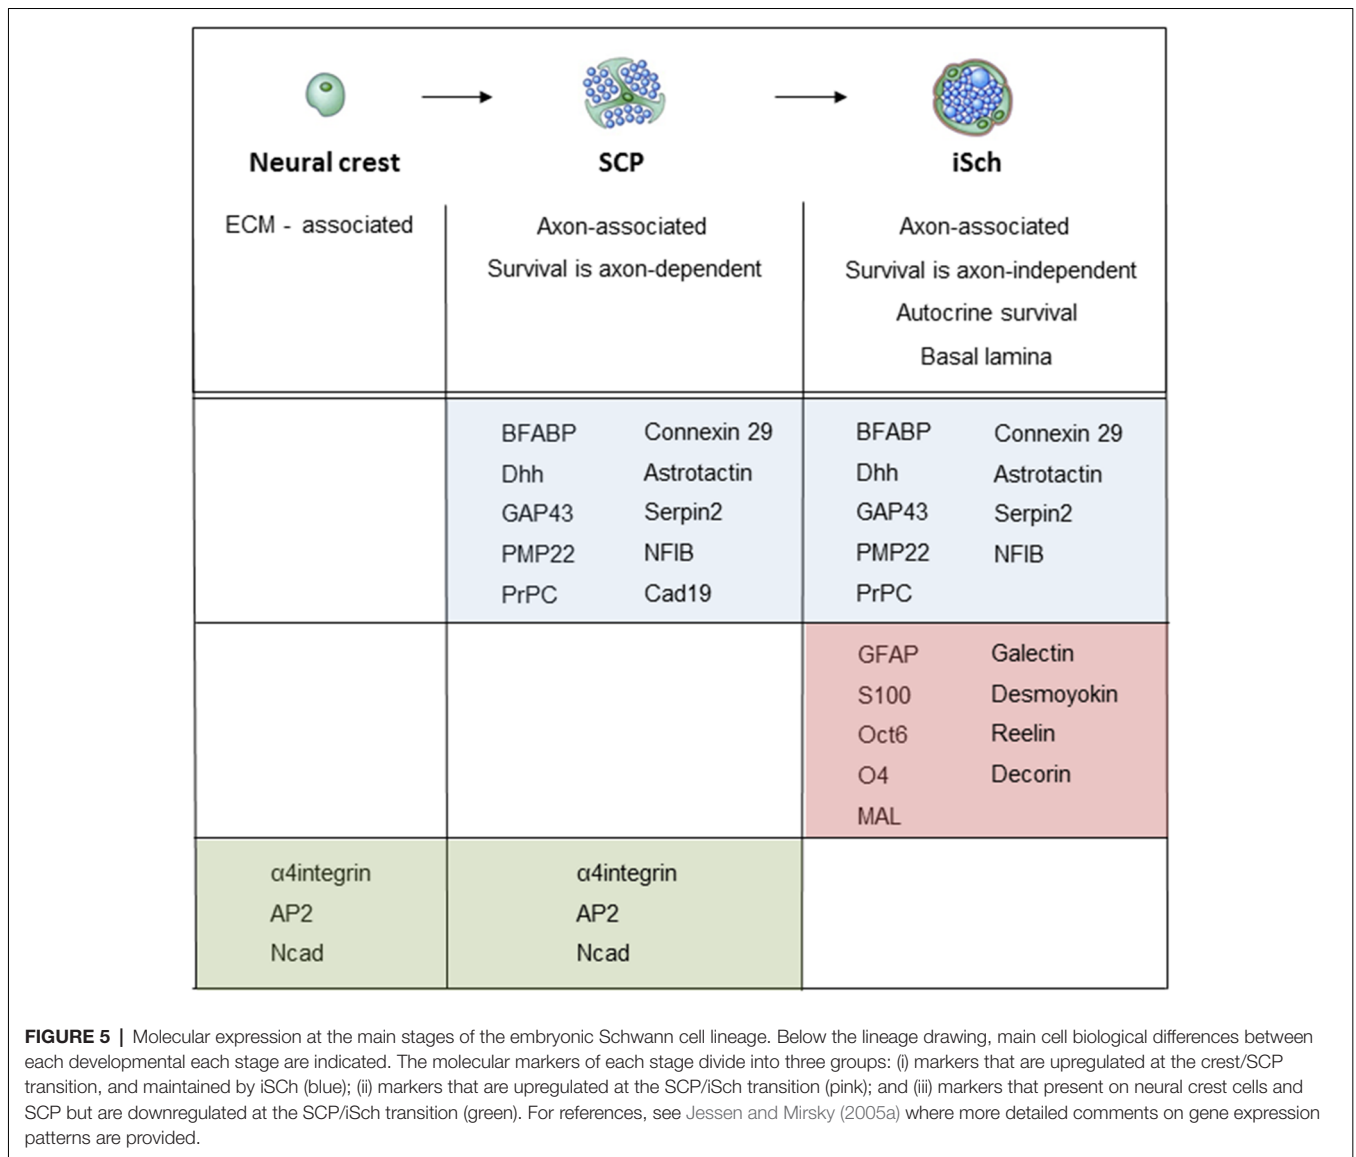 Neural crest
SCP
iSch
ECM - associated
Axon-associated
Survival is axon-dependent
Axon-associated
Survival is axon-independent
Autocrine survival
Basal lamina
BFABP Connexin 29
Dhh Astrotactin
GAP43 Serpin2
PMP22 NFIB
PrPC Cad19
BFABP Connexin 29
Dhh Astrotactin
GAP43 Serpin2
PMP22 NFIB
PrPC
GFAP Galectin
S100 Desmoyokin
Oct6 Reelin
O4 Decorin
MAL
α4integrin
AP2
Ncad
α4integrin
AP2
Ncad
FIGURE 5 | Molecular expression at the main stages of the embryonic Schwann cell lineage. Below the lineage drawing, main cell biological differences between
each developmental each stage are indicated. The molecular markers of each stage divide into three groups: (i) markers that are upregulated at the crest/SCP
transition, and maintained by iSCh (blue); (ii) markers that are upregulated at the SCP/iSch transition (pink); and (iii) markers that present on neural crest cells and
SCP but are downregulated at the SCP/iSch transition (green). For references, see Jessen and Mirsky (2005a) where more detailed comments on gene expression
patterns are provided.